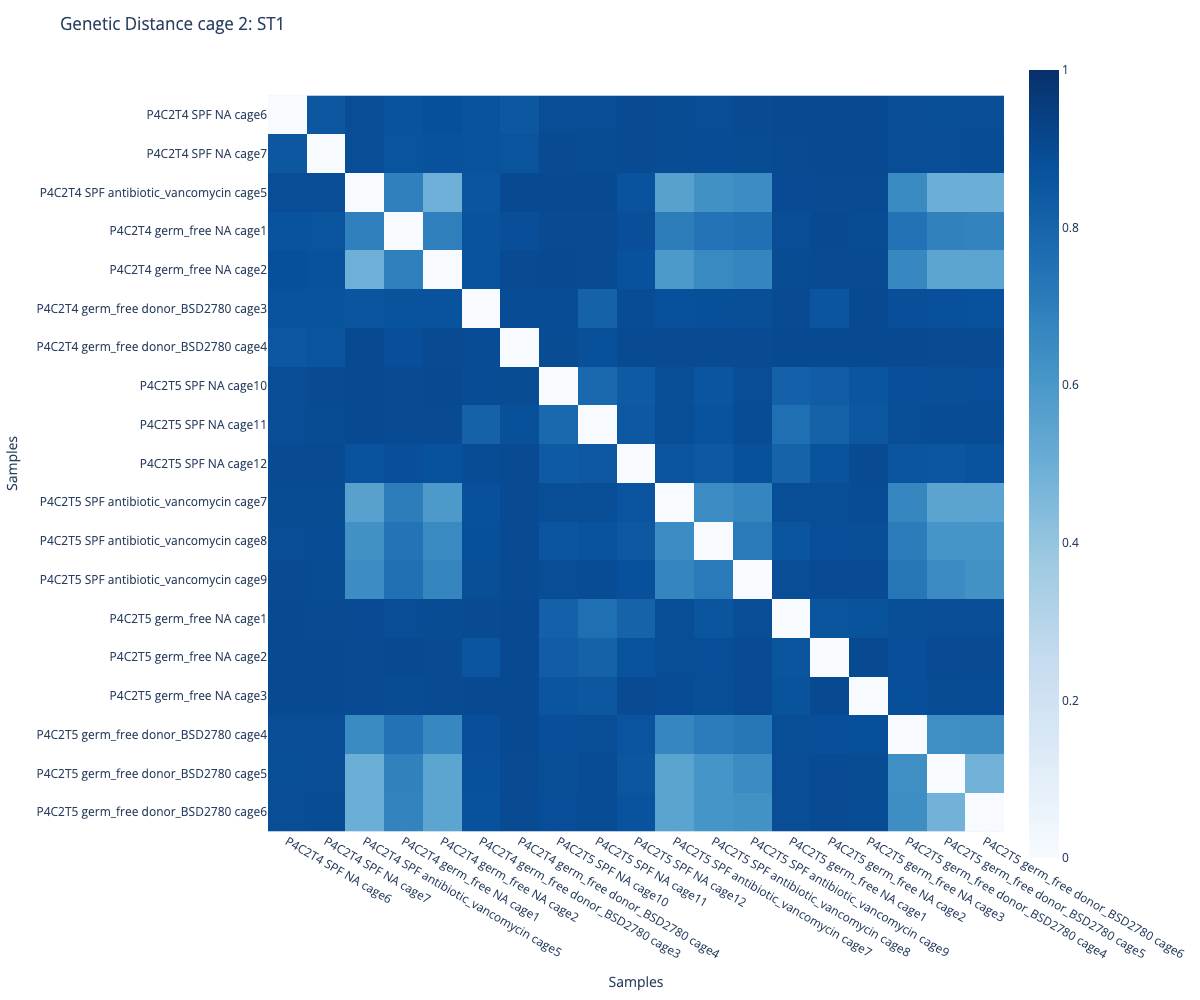 Genetic Distance cage 2: ST1
1
P4C2T4 SPF NA cage6
P4C2T4 SPF NA cage7
P4C2T4 SPF antibiotic_vancomycin cage5
P4C2T4 germ_free NA cage1
0.8
P4C2T4 germ_free NA cage2
P4C2T4 germ_free donor_BSD2780 cage3
P4C2T4 germ_free donor_BSD2780 cage4
P4C2T5 SPF NA cage10
0.6
P4C2T5 SPF NA cage11
Samples
P4C2T5 SPF NA cage12
P4C2T5 SPF antibiotic_vancomycin cage7
P4C2T5 SPF antibiotic_vancomycin cage8
0.4
P4C2T5 SPF antibiotic_vancomycin cage9
P4C2T5 germ_free NA cage1
P4C2T5 germ_free NA cage2
P4C2T5 germ_free NA cage3
0.2
P4C2T5 germ_free donor_BSD2780 cage4
P4C2T5 germ_free donor_BSD2780 cage5
P4C2T5 germ_free donor_BSD2780 cage6
0
P4C2T4 SPF NA cage6
P4C2T4 SPF NA cage7
P4C2T4 SPF antibiotic_vancomycin cage5
P4C2T4 germ_free NA cage1
P4C2T4 germ_free NA cage2
P4C2T4 germ_free donor_BSD2780 cage3
P4C2T4 germ_free donor_BSD2780 cage4
P4C2T5 SPF NA cage10
P4C2T5 SPF NA cage11
P4C2T5 SPF NA cage12
P4C2T5 SPF antibiotic_vancomycin cage7
P4C2T5 SPF antibiotic_vancomycin cage8
P4C2T5 SPF antibiotic_vancomycin cage9
P4C2T5 germ_free NA cage1
P4C2T5 germ_free NA cage2
P4C2T5 germ_free NA cage3
P4C2T5 germ_free donor_BSD2780 cage4
P4C2T5 germ_free donor_BSD2780 cage5
P4C2T5 germ_free donor_BSD2780 cage6
Samples